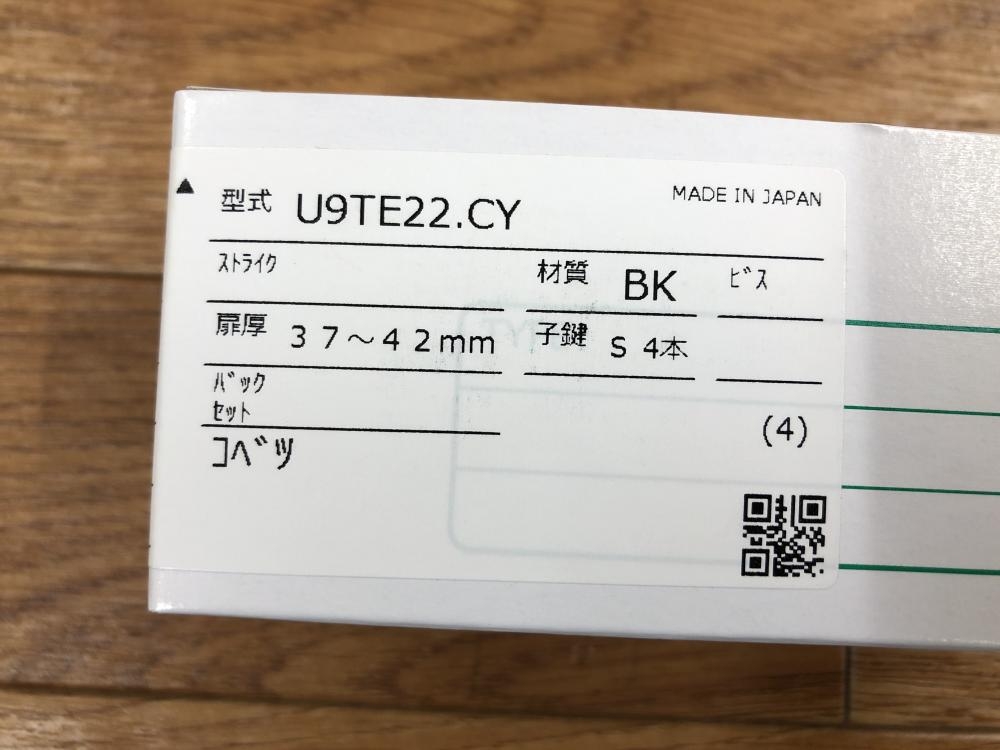 ▲ 型式 U9TE22.CY MADE IN JAPAN
ｽﾄﾗｲｸ 材質 BK ﾋﾞｽ
扉厚 ３７～４２mm 子鍵 S 4本
ﾊﾞｯｸ
ｾｯﾄ
(4)
ｺﾍﾞﾂ